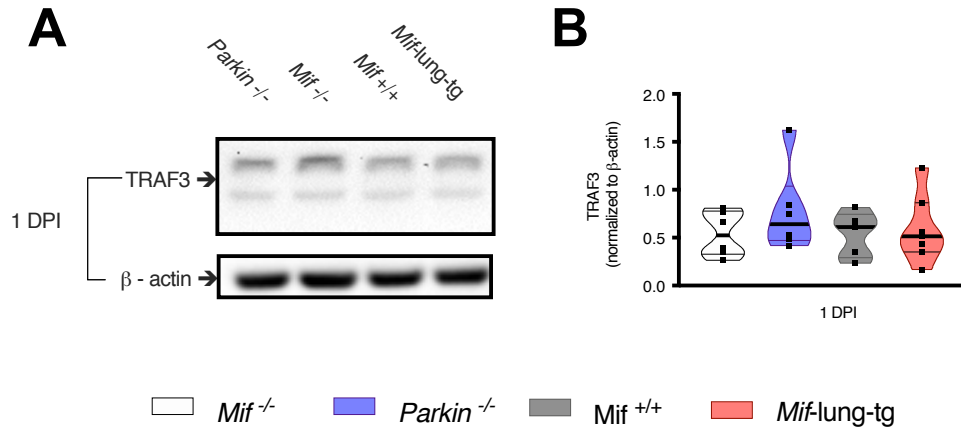 A
B
Parkin -/-
Mif -/-
Mif +/+
Mif-lung-tg
TRAF3
1 DPI
β - actin
TRAF3
(normalized to β-actin)
2.0
1.5
1.0
0.5
0.0
1 DPI
Mif -/-
Parkin -/-
Mif +/+
Mif-lung-tg